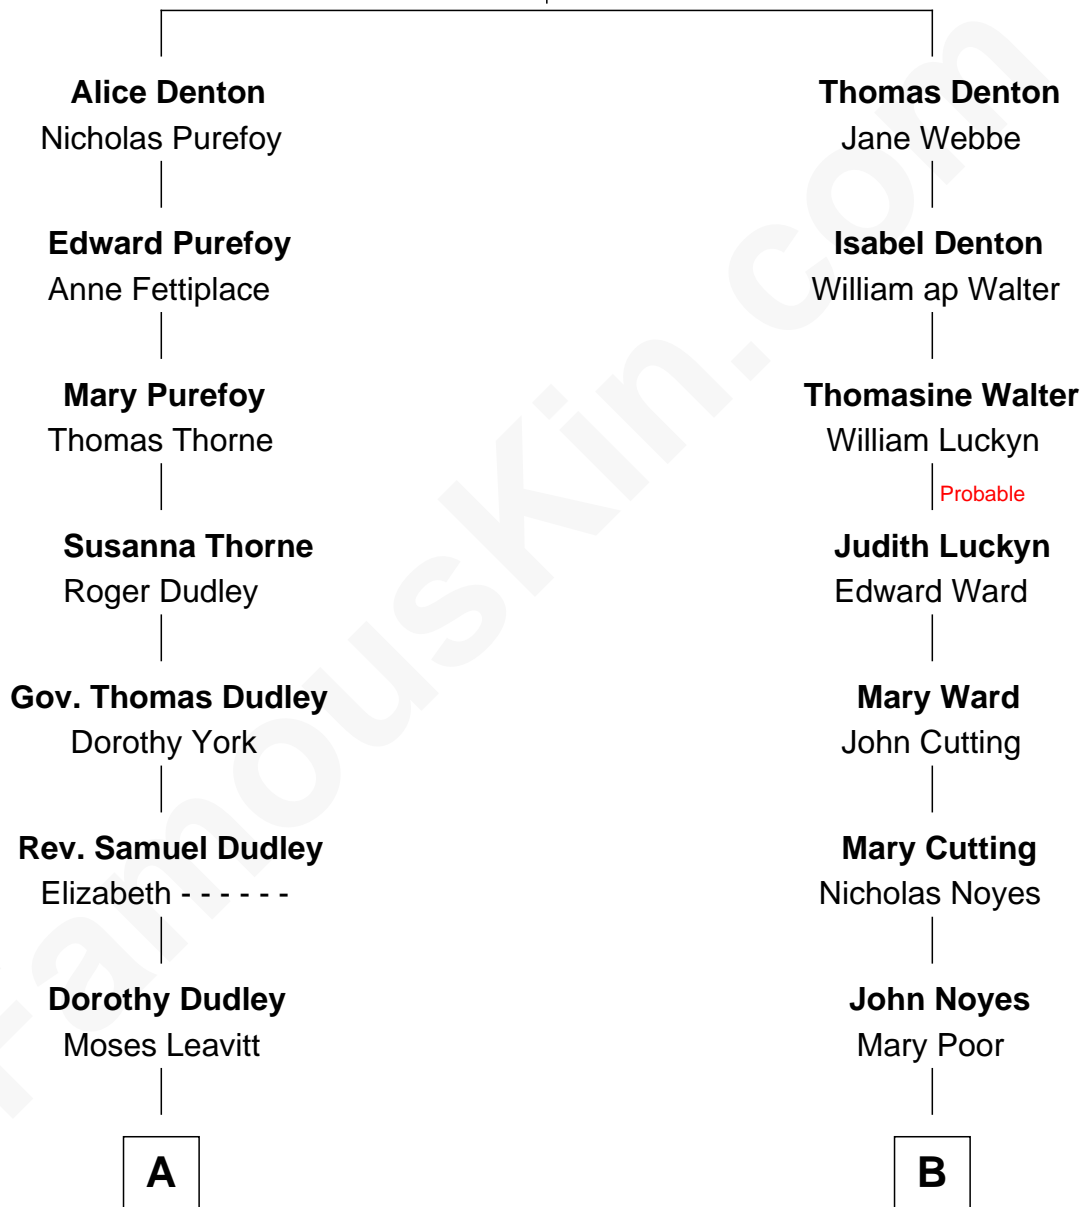 Alice Denton
Nicholas Purefoy
Edward Purefoy
Anne Fettiplace
Mary Purefoy
Thomas Thorne
Susanna Thorne
Roger Dudley
Gov. Thomas Dudley
Dorothy York
Rev. Samuel Dudley
Elizabeth - - - - - -
Dorothy Dudley
Moses Leavitt
A
Thomas Denton
Jane Webbe
Isabel Denton
William ap Walter
Thomasine Walter
William Luckyn
Probable
Judith Luckyn
Edward Ward
Mary Ward
John Cutting
Mary Cutting
Nicholas Noyes
John Noyes
Mary Poor
B
FamousKin.com